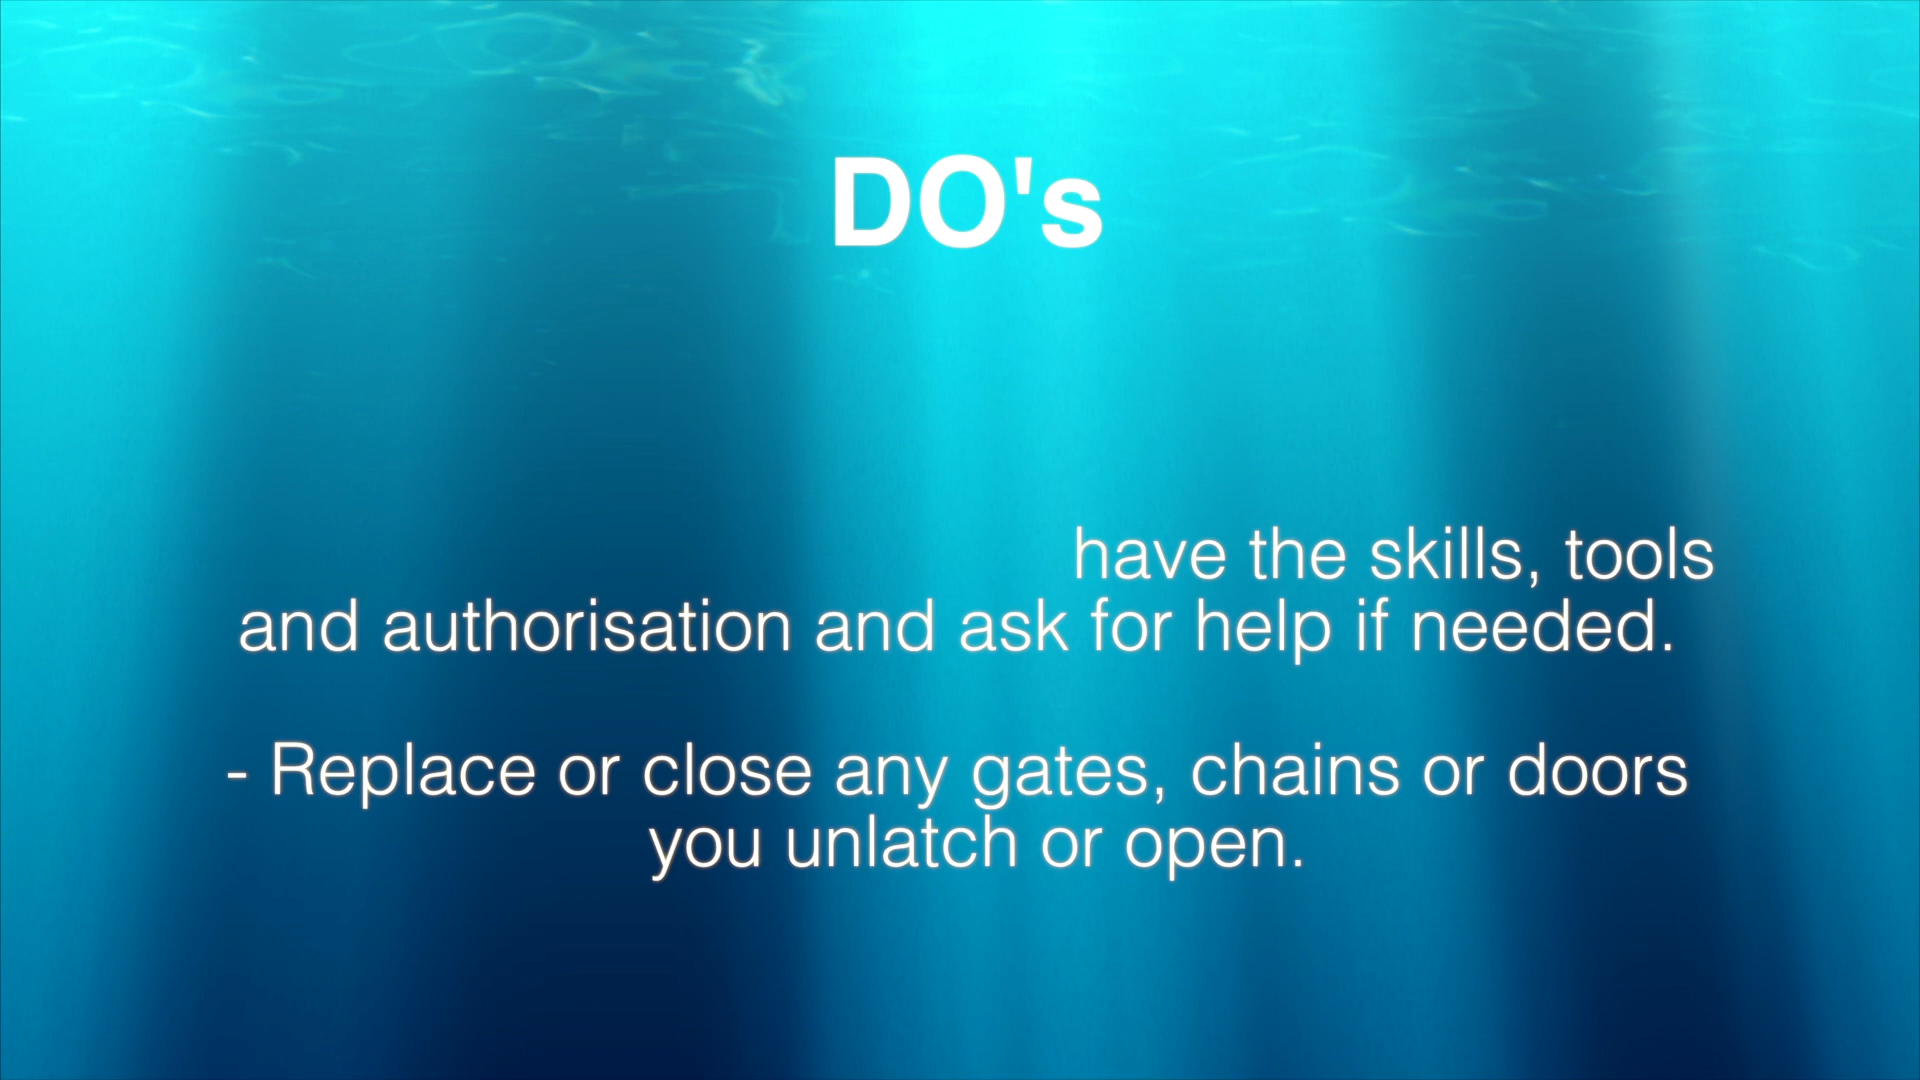 DO's
have the skills, tools
and authorisation and ask for help if needed.
- Replace or close any gates, chains or doors
you unlatch or open.